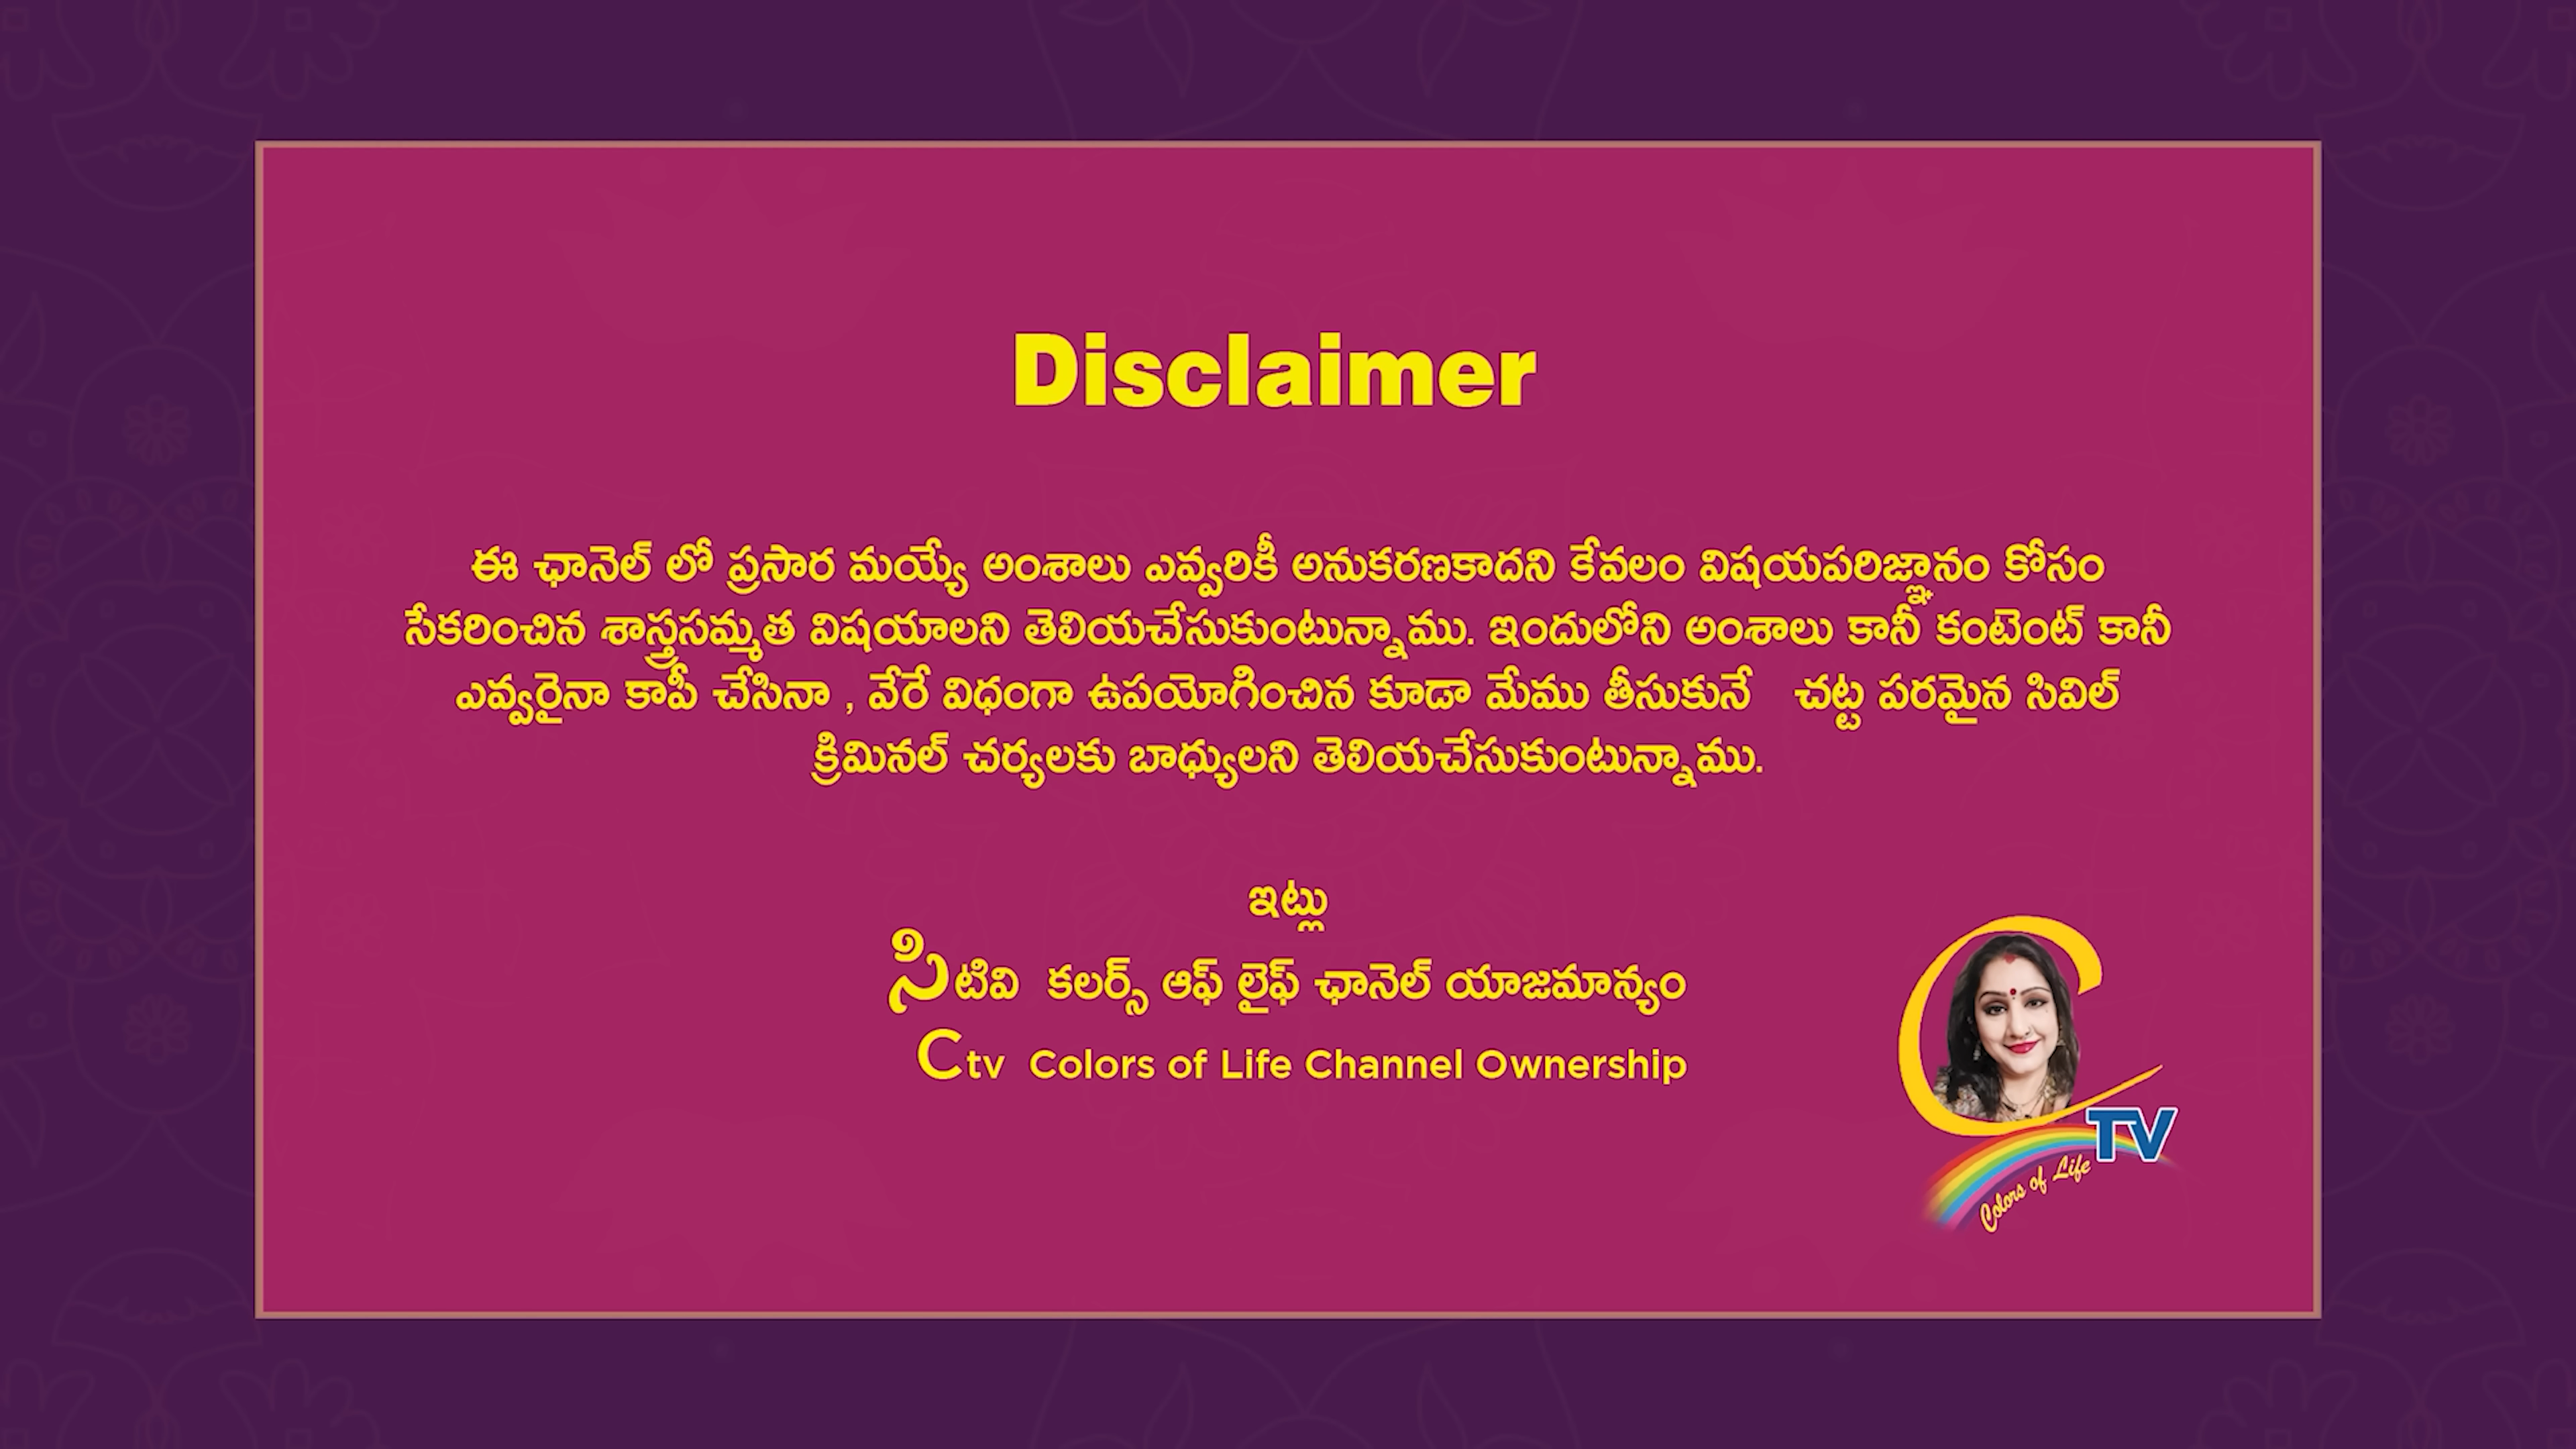 Disclaimer
ఈ ఛానెల్ లో ప్రసార మయ్యే అంశాలు ఎవ్వరికీ అనుకరణకాదని కేవలం విషయపరిజ్ఞానం కోసం
సేకరించిన శాస్త్రసమ్మత విషయాలని తెలియచేసుకుంటున్నాము. ఇందులోని అంశాలు కానీ కంటెంట్ కానీ
ఎవ్వరైనా కాపీ చేసినా , వేరే విధంగా ఉపయోగించిన కూడా మేము తీసుకునే చట్ట పరమైన సివిల్
క్రిమినల్ చర్యలకు బాధ్యులని తెలియచేసుకుంటున్నాము.
ఇట్లు
సిటివి కలర్స్ ఆఫ్ లైఫ్ ఛానెల్ యాజమాన్యం
Ctv Colors of Life Channel Ownership
C TV
Colors of Life